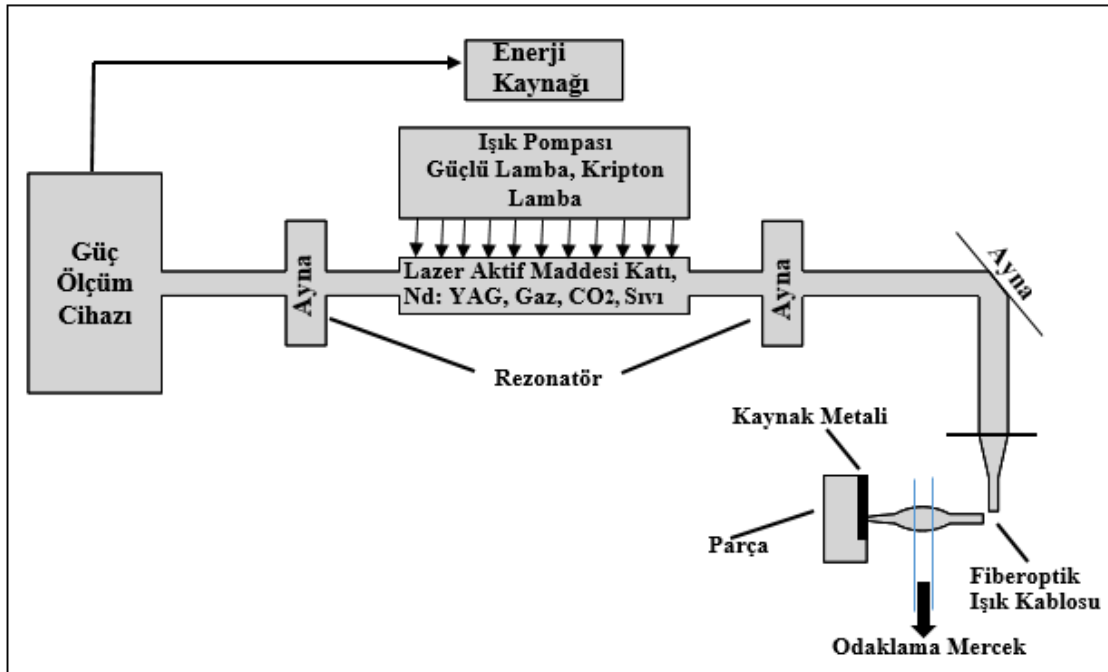 Enerji
Kaynağı
Işık Pompası
Güçlü Lamba, Kripton
Lamba
Güç
Ölçüm
Cihazı
Ayna
Lazer Aktif Maddesi Katı,
Nd: YAG, Gaz, CO2, Sıvı
Ayna
Ayna
Rezonatör
Kaynak Metali
Parça
Fiberoptik
Işık Kablosu
Odaklama Mercek